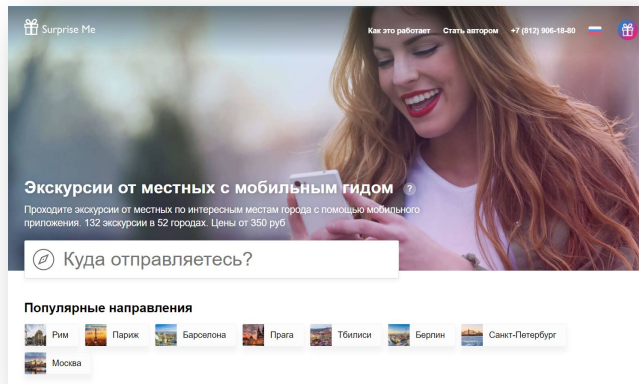 Surprise Me
Как это работает Стать автором +7 (812) 906-18-80
Экскурсии от местных с мобильным гидом ?
Проходите экскурсии от местных по интересным местам города с помощью мобильного
приложения. 132 экскурсии в 52 городах. Цены от 350 руб
Куда отправляетесь?
Популярные направления
Рим Париж Барселона Прага Тбилиси Берлин Санкт-Петербург
Москва